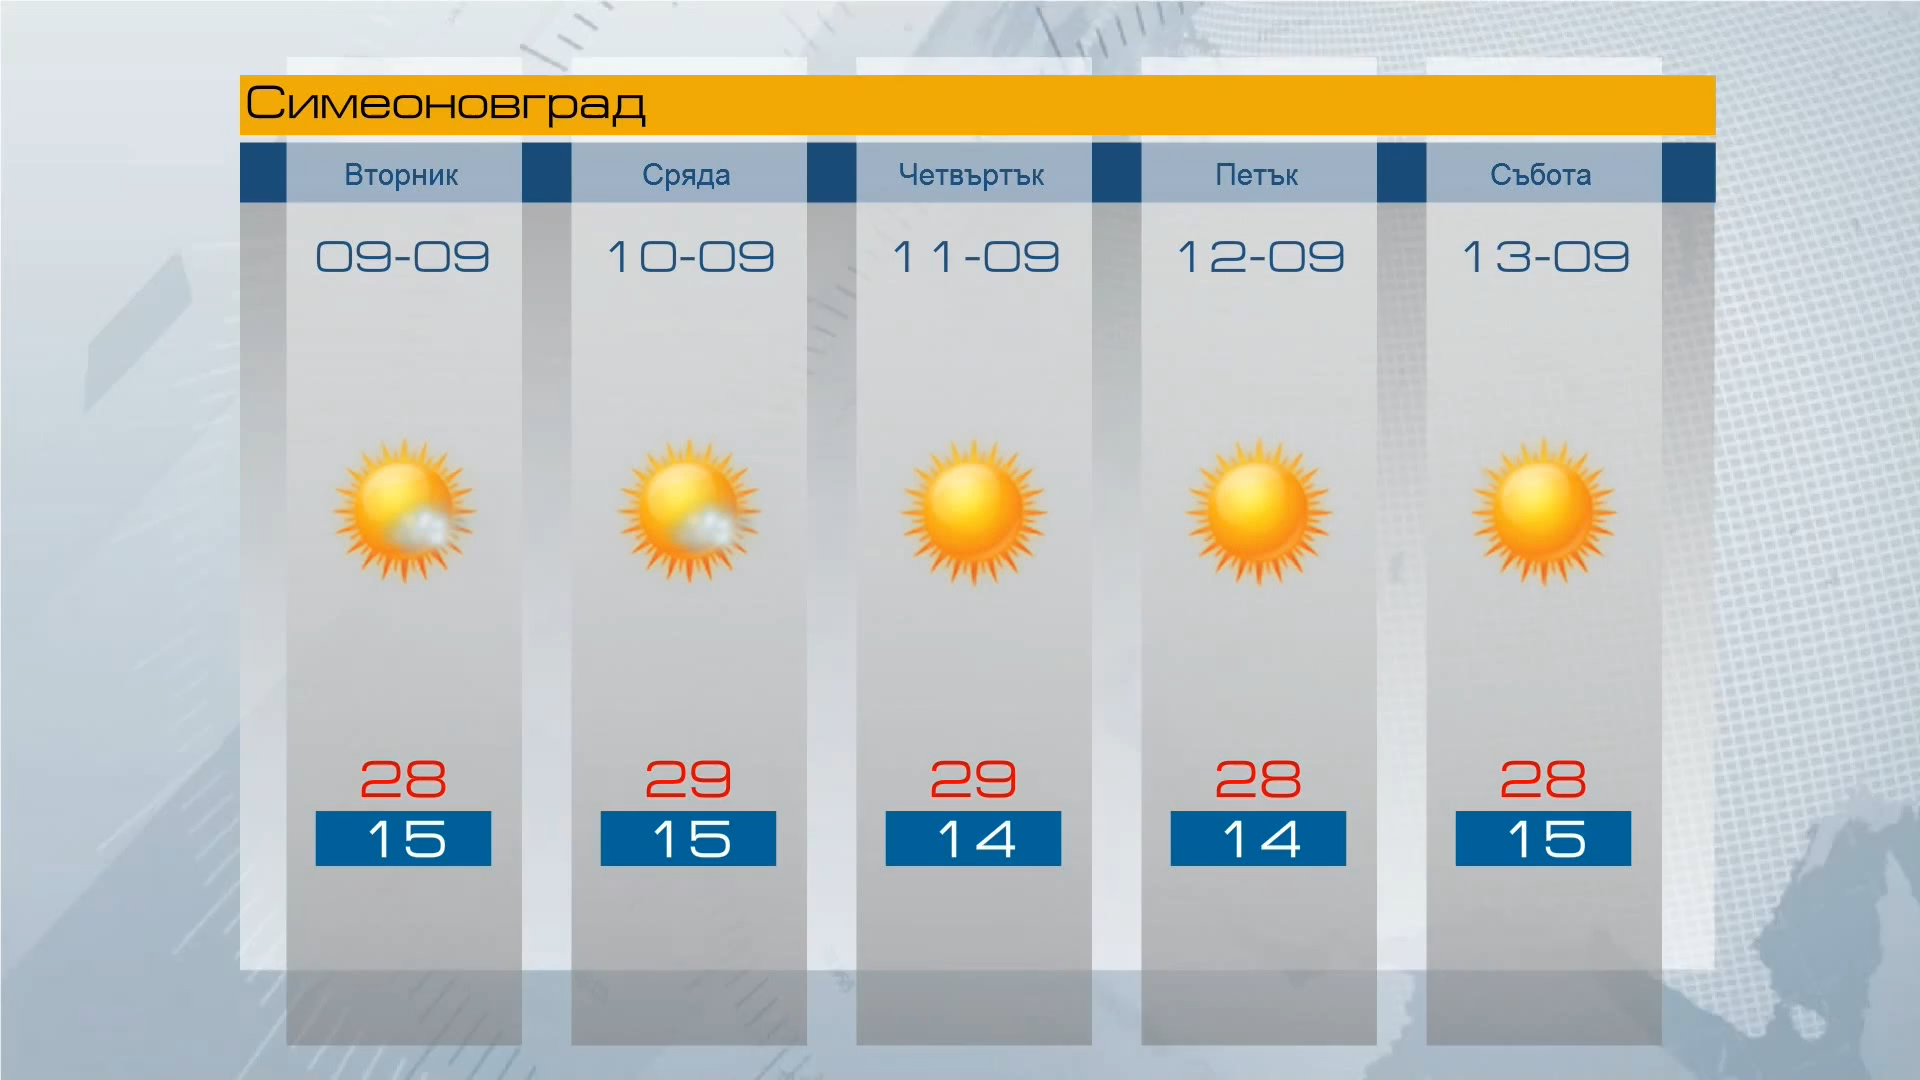 Симеоновград
Вторник Сряда Четвъртък Петък Събота
09-09 10-09 11-09 12-09 13-09
28 29 29 28 28
15 15 14 14 15